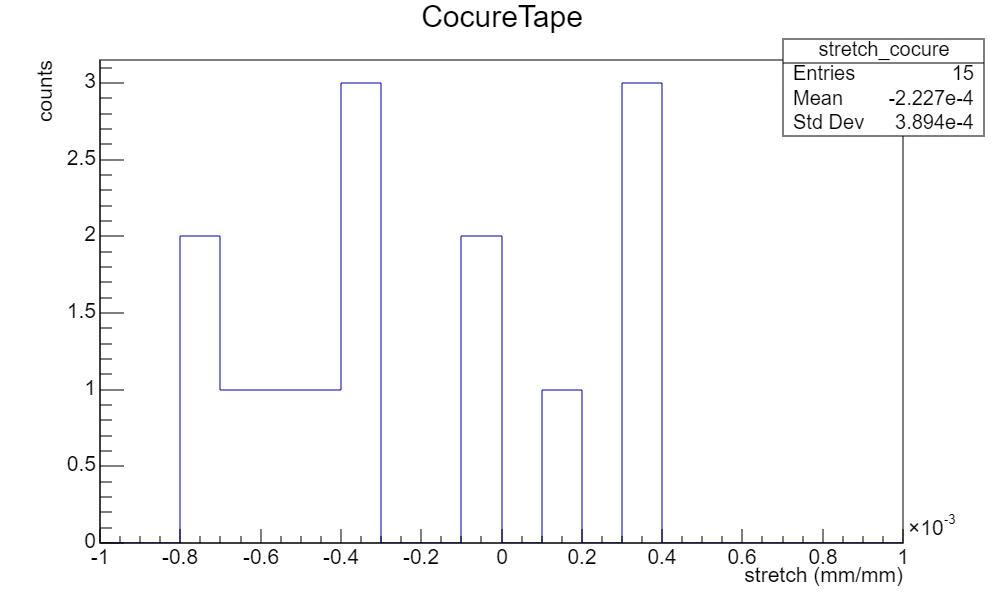 CocureTape
stretch_cocure
Entries 15
Mean -2.227e-4
Std Dev 3.894e-4
counts
3
2.5
2
1.5
1
0.5
0
-1 -0.8 -0.6 -0.4 -0.2 0 0.2 0.4 0.6 0.8 1
×10-3
stretch (mm/mm)